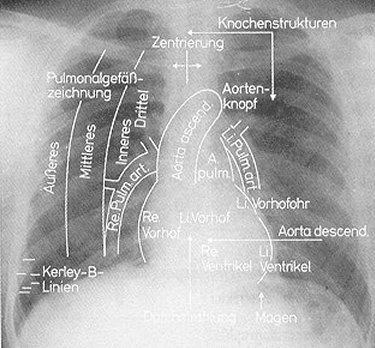 Knochenstrukturen
Zentrierung
Pulmonalgefäß-
zeichnung
Aorten-
knopf
Äußeres
Mittleres
Inneres
Drittel
Aorta ascend.
A.
pulm.
Li Pulm.art.
Re Pulm.art.
Li Vorhofohr
Re
Vorhof
Li Vorhof
Aorta descend.
Re
Ventrikel
Li
Ventrikel
Kerley-B-
Linien
Magen